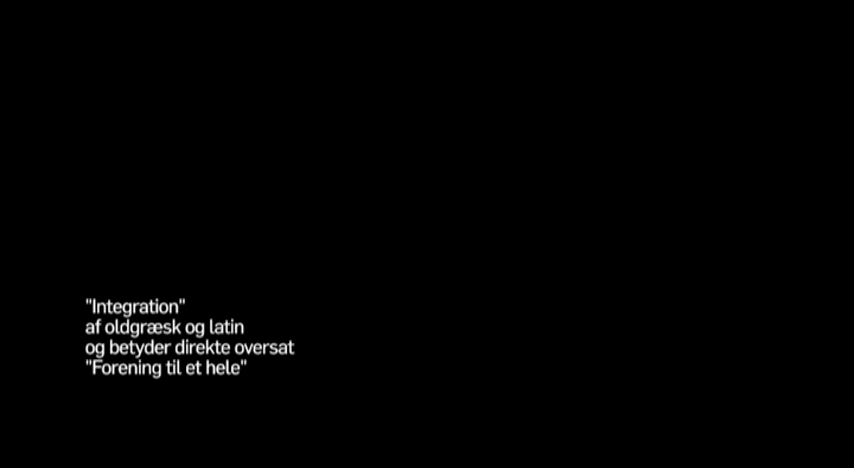 "Integration"
af oldgræsk og latin
og betyder direkte oversat
"Forening til et hele"